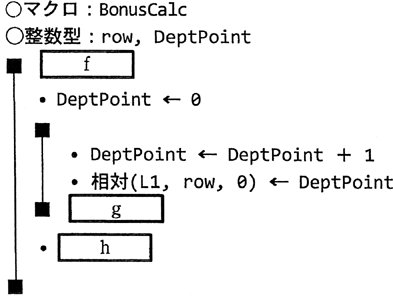 ○マクロ：BonusCalc
○整数型：row, DeptPoint
f
・DeptPoint ← 0
・DeptPoint ← DeptPoint ＋ 1
・相対(L1, row, 0) ← DeptPoint
g
・h